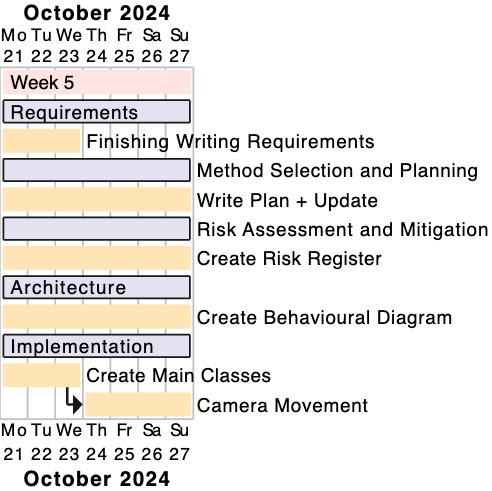 October 2024
Mo Tu We Th Fr Sa Su
21 22 23 24 25 26 27
Week 5
Requirements
Finishing Writing Requirements
Method Selection and Planning
Write Plan + Update
Risk Assessment and Mitigation
Create Risk Register
Architecture
Create Behavioural Diagram
Implementation
Create Main Classes
Camera Movement
Mo Tu We Th Fr Sa Su
21 22 23 24 25 26 27
October 2024